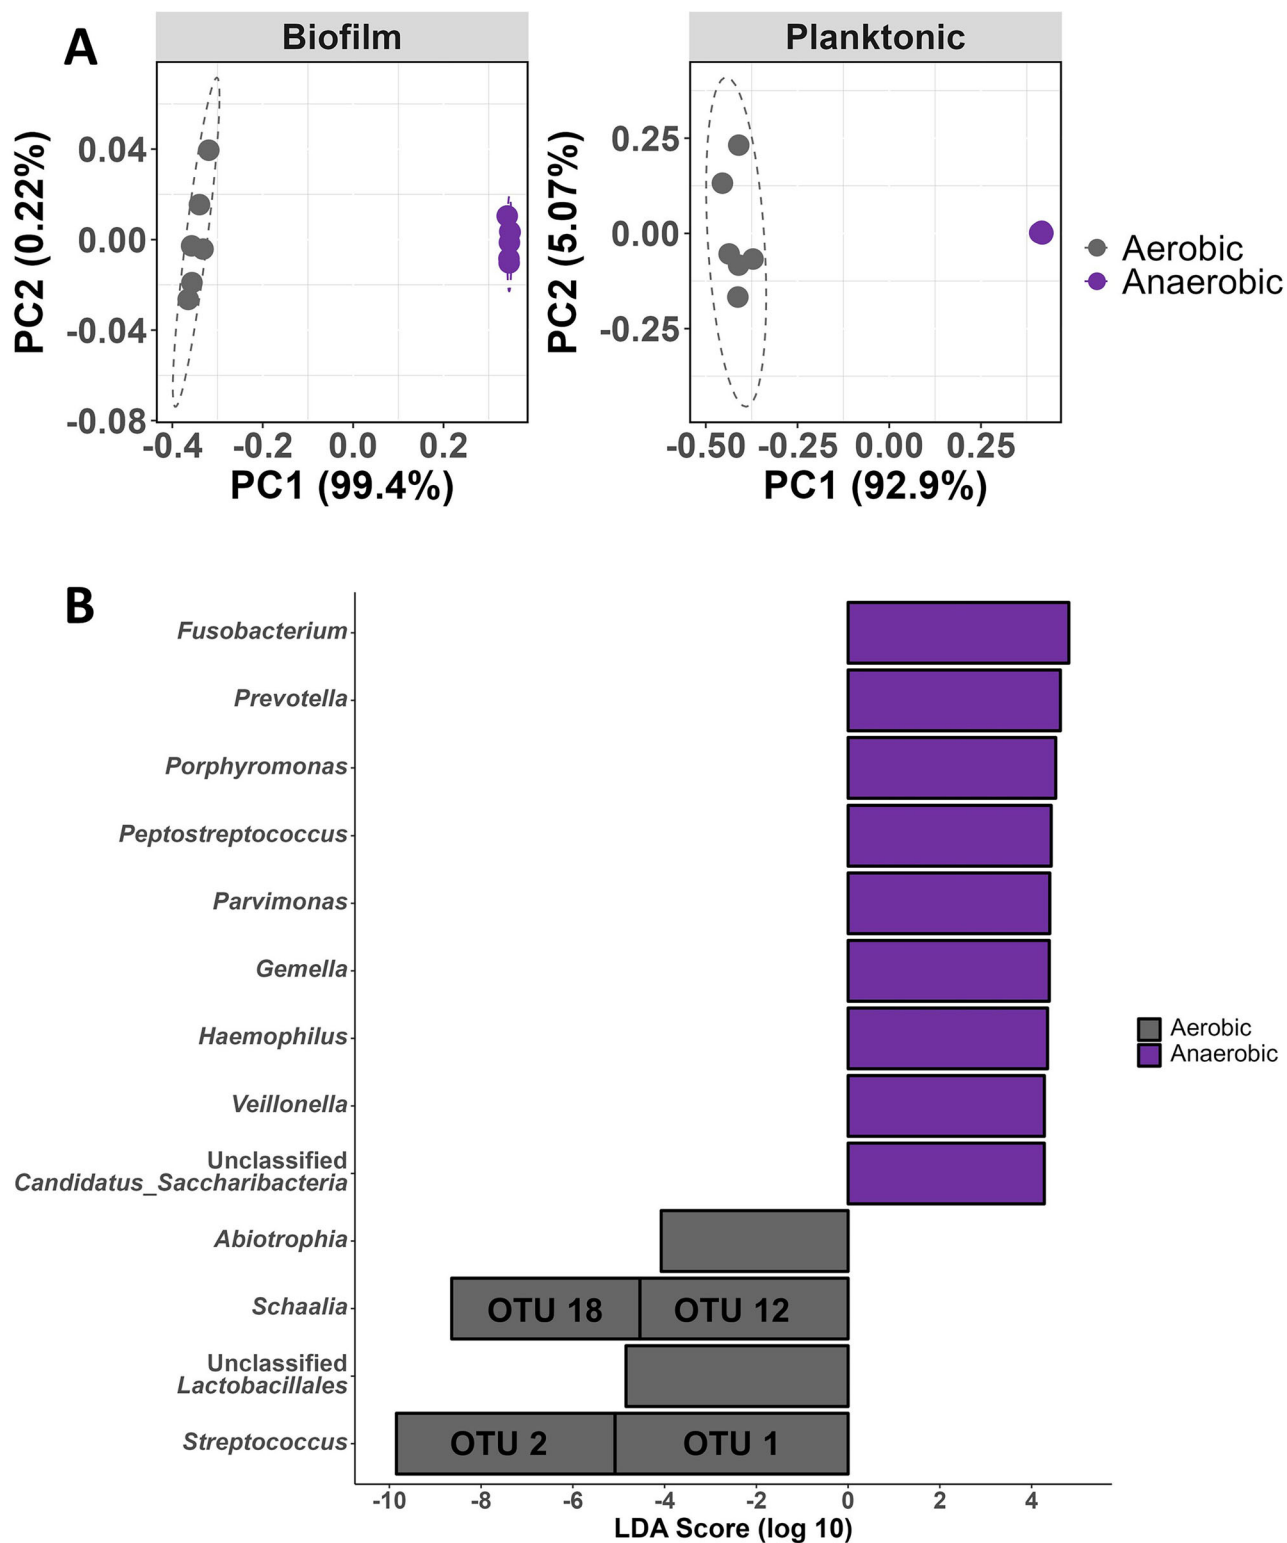 A
Biofilm
Planktonic
PC2 (0.22%)
0.04
0.00
-0.04
-0.08
-0.4 -0.2 0.0 0.2
PC1 (99.4%)
PC2 (5.07%)
0.25
0.00
-0.25
-0.50 -0.25 0.00 0.25
PC1 (92.9%)
Aerobic
Anaerobic
B
Fusobacterium
Prevotella
Porphyromonas
Peptostreptococcus
Parvimonas
Gemella
Haemophilus
Veillonella
Unclassified
Candidatus_Saccharibacteria
Abiotrophia
Schaalia
OTU 18 OTU 12
Unclassified
Lactobacillales
Streptococcus
OTU 2 OTU 1
-10 -8 -6 -4 -2 0 2 4
LDA Score (log 10)
Aerobic
Anaerobic